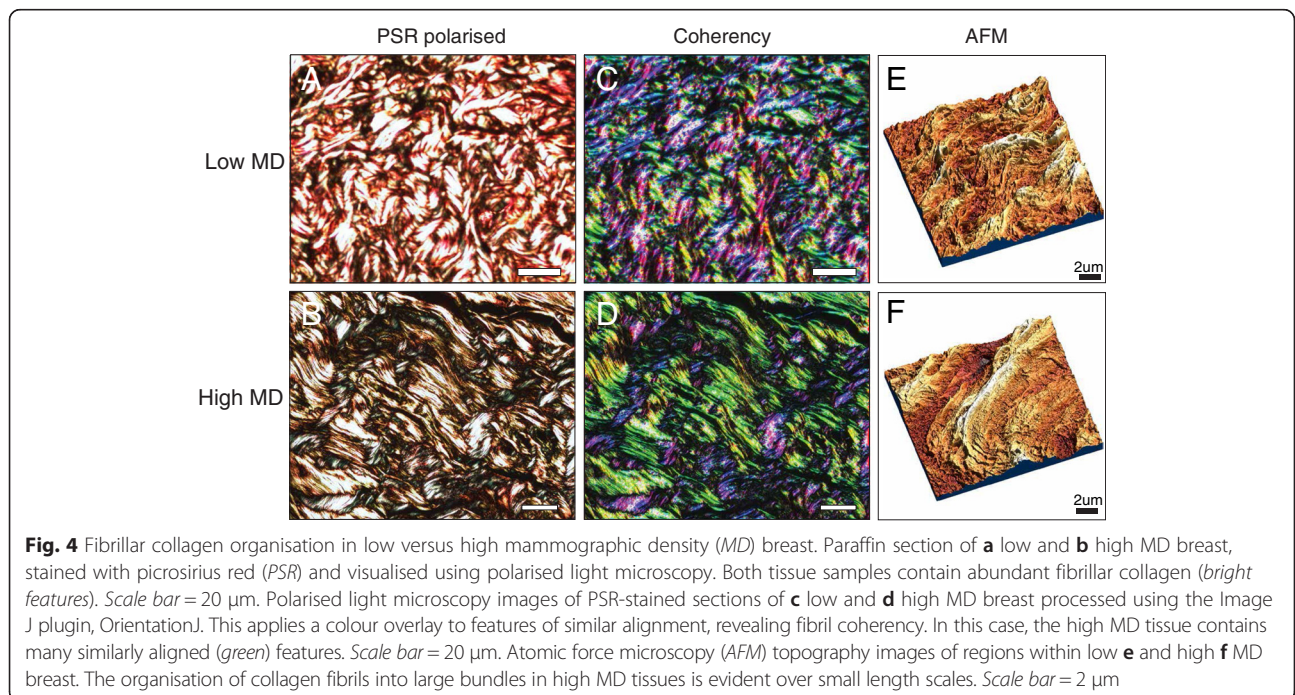 PSR polarised Coherency AFM
A C E
Low MD
2um
B D F
High MD
2um
Fig. 4 Fibrillar collagen organisation in low versus high mammographic density (MD) breast. Paraffin section of a low and b high MD breast,
stained with picrosirius red (PSR) and visualised using polarised light microscopy. Both tissue samples contain abundant fibrillar collagen (bright
features). Scale bar = 20 μm. Polarised light microscopy images of PSR-stained sections of c low and d high MD breast processed using the Image
J plugin, OrientationJ. This applies a colour overlay to features of similar alignment, revealing fibril coherency. In this case, the high MD tissue contains
many similarly aligned (green) features. Scale bar = 20 μm. Atomic force microscopy (AFM) topography images of regions within low e and high f MD
breast. The organisation of collagen fibrils into large bundles in high MD tissues is evident over small length scales. Scale bar = 2 μm